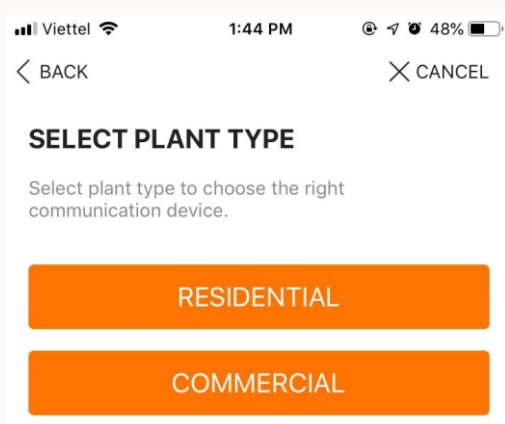 Viettel 1:44 PM 48%
BACK CANCEL
SELECT PLANT TYPE
Select plant type to choose the right
communication device.
RESIDENTIAL
COMMERCIAL